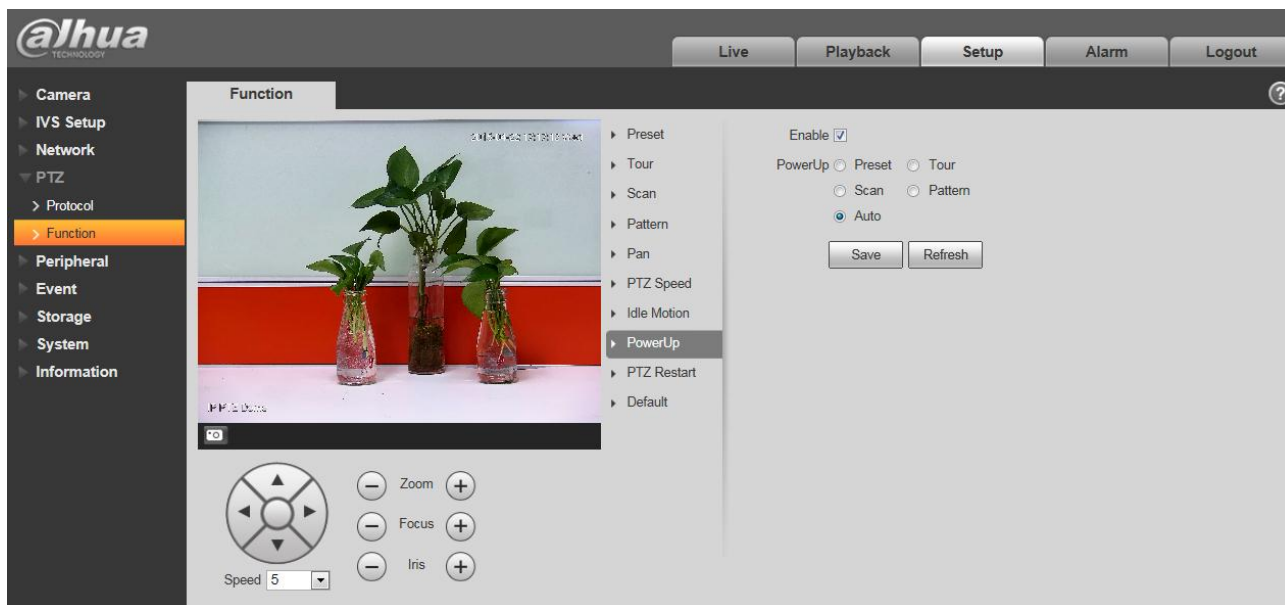 alhua
TECHNOLOGY
Live
Playback
Setup
Alarm
Logout
Camera
IVS Setup
Network
PTZ
Protocol
Function
Peripheral
Event
Storage
System
Information
Function
?
Preset
Tour
Scan
Pattern
Pan
PTZ Speed
Idle Motion
PowerUp
PTZ Restart
Default
Enable
PowerUp Preset Tour
Scan Pattern
Auto
Save Refresh
Zoom
Focus
Iris
Speed 5